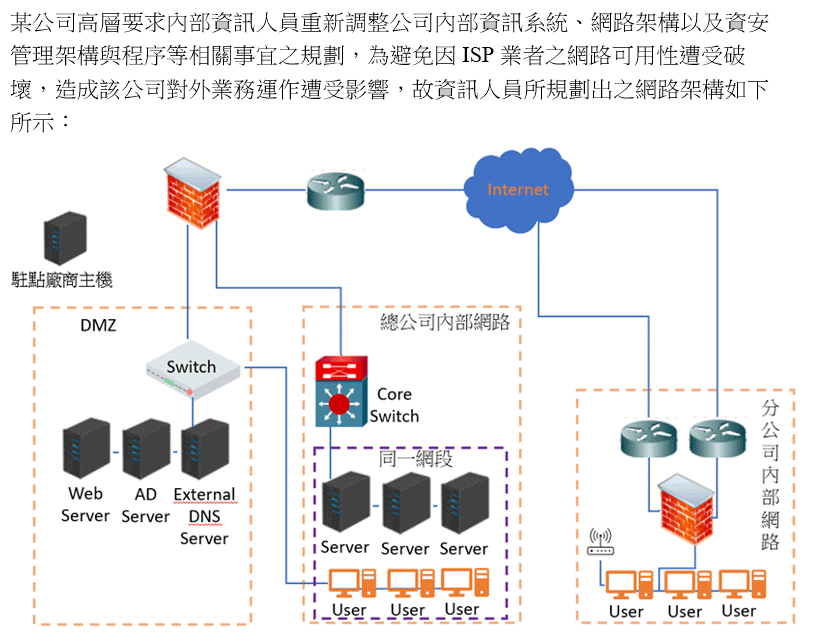 某公司高層要求內部資訊人員重新調整公司內部資訊系統、網路架構以及資安
管理架構與程序等相關事宜之規劃，為避免因 ISP 業者之網路可用性遭受破
壞，造成該公司對外業務運作遭受影響，故資訊人員所規劃出之網路架構如下
所示：
Internet
駐點廠商主機
DMZ
總公司內部網路
Switch
Core
Switch
分公司內部網路
同一網段
Web
Server
AD
Server
External
DNS
Server
Server
Server
Server
User
User
User
User
User
User